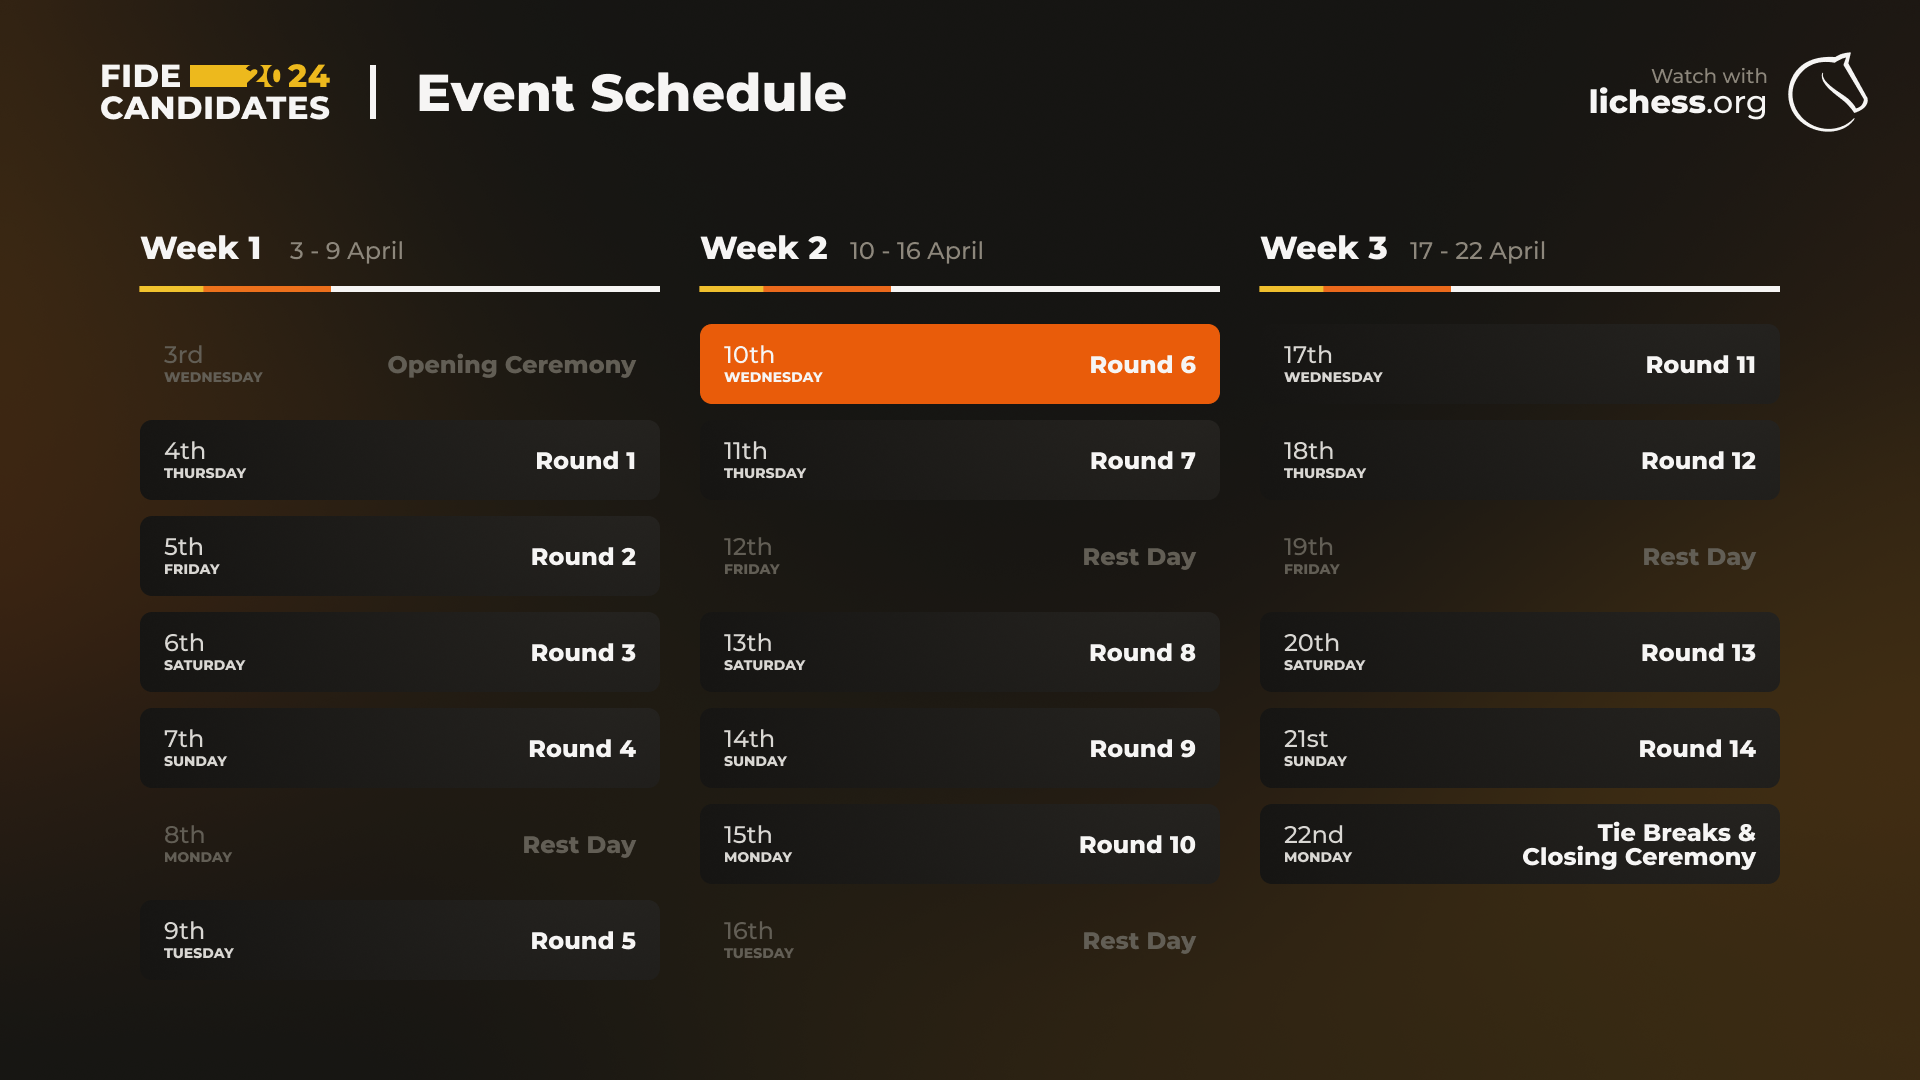 FIDE 2024
CANDIDATES
Event Schedule
Watch with
lichess.org
Week 1 3 - 9 April
3rd
WEDNESDAY
Opening Ceremony
4th
THURSDAY
Round 1
5th
FRIDAY
Round 2
6th
SATURDAY
Round 3
7th
SUNDAY
Round 4
8th
MONDAY
Rest Day
9th
TUESDAY
Round 5
Week 2 10 - 16 April
10th
WEDNESDAY
Round 6
11th
THURSDAY
Round 7
12th
FRIDAY
Rest Day
13th
SATURDAY
Round 8
14th
SUNDAY
Round 9
15th
MONDAY
Round 10
16th
TUESDAY
Rest Day
Week 3 17 - 22 April
17th
WEDNESDAY
Round 11
18th
THURSDAY
Round 12
19th
FRIDAY
Rest Day
20th
SATURDAY
Round 13
21st
SUNDAY
Round 14
22nd
MONDAY
Tie Breaks &
Closing Ceremony